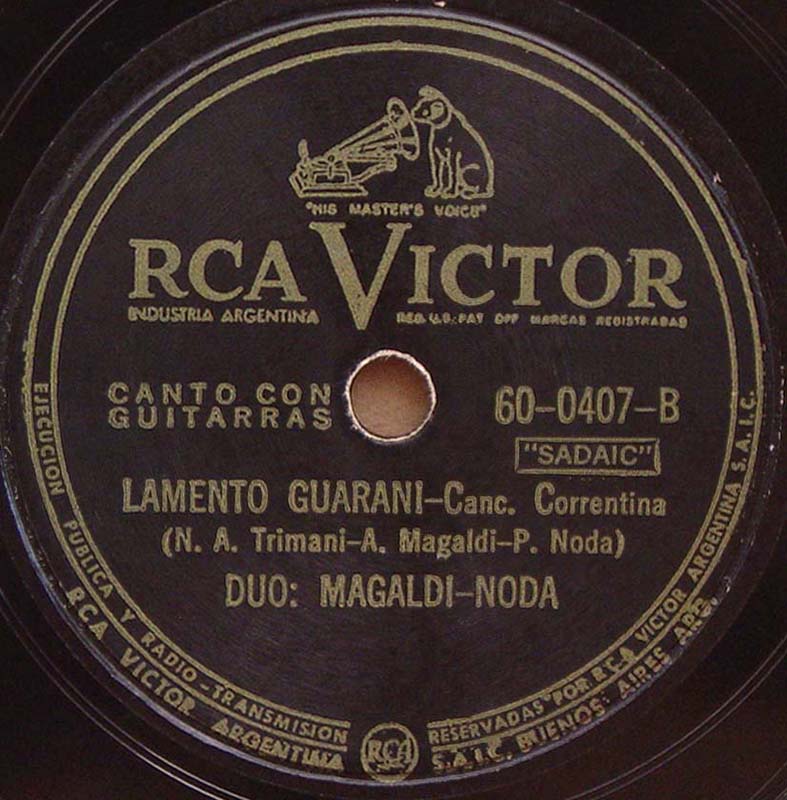 "HIS MASTER'S VOICE"
RCA VICTOR
INDUSTRIA ARGENTINA REG. U.S. PAT OFF MARCAS REGISTRADAS
CANTO CON
GUITARRAS
60-0407-B
"SADAIC"
LAMENTO GUARANI-Canc. Correntina
(N. A. Trimani-A. Magaldi-P. Noda)
DUO: MAGALDI-NODA
EJECUCION PUBLICA Y RADIO-TRANSMISION RESERVADAS POR RCA VICTOR ARGENTINA S.A.I.C.
RCA VICTOR ARGENTINA S.A.I.C. BUENOS AIRES ARG.
RCA